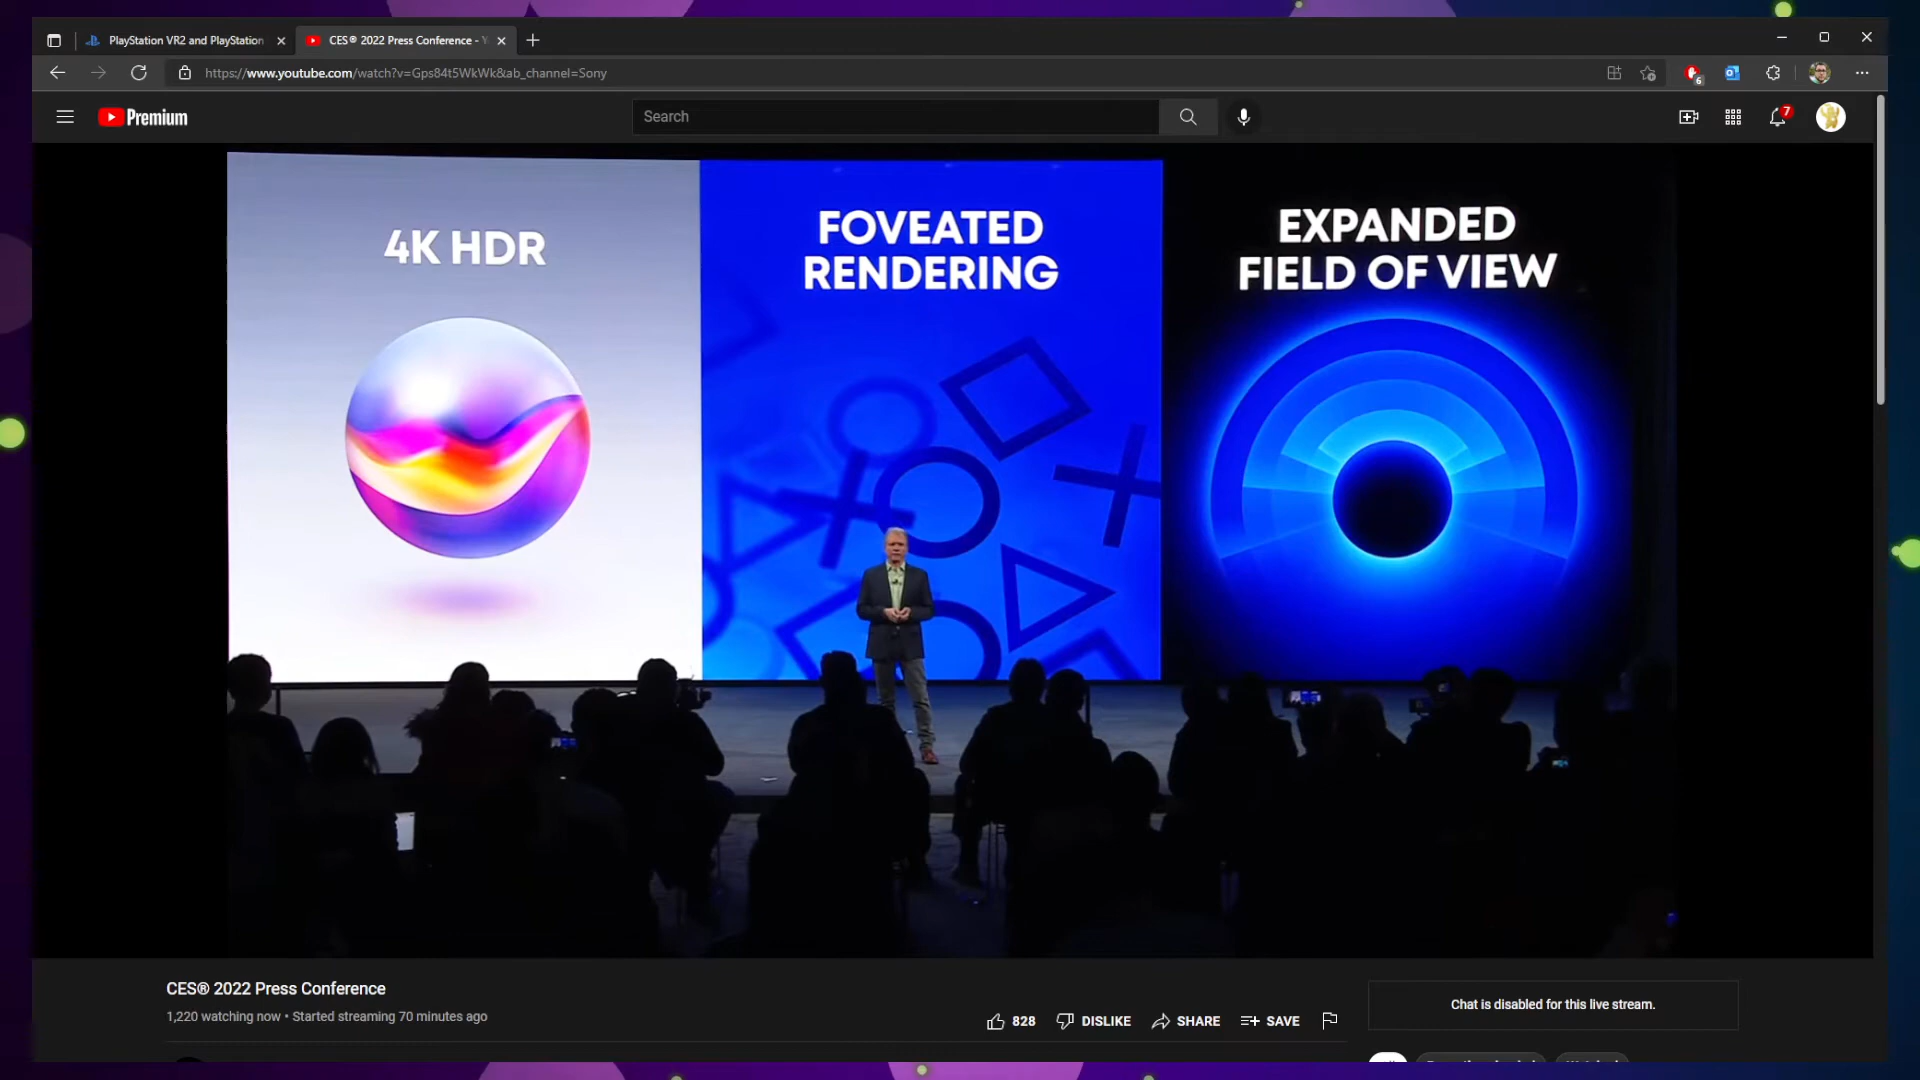 PlayStation VR2 and PlayStation
CES® 2022 Press Conference - Y
https://www.youtube.com/watch?v=Gps84t5WkWk&ab_channel=Sony
6
Premium
Search
7
4K HDR
FOVEATED
RENDERING
EXPANDED
FIELD OF VIEW
CES® 2022 Press Conference
1,220 watching now • Started streaming 70 minutes ago
828
DISLIKE
SHARE
SAVE
Chat is disabled for this live stream.